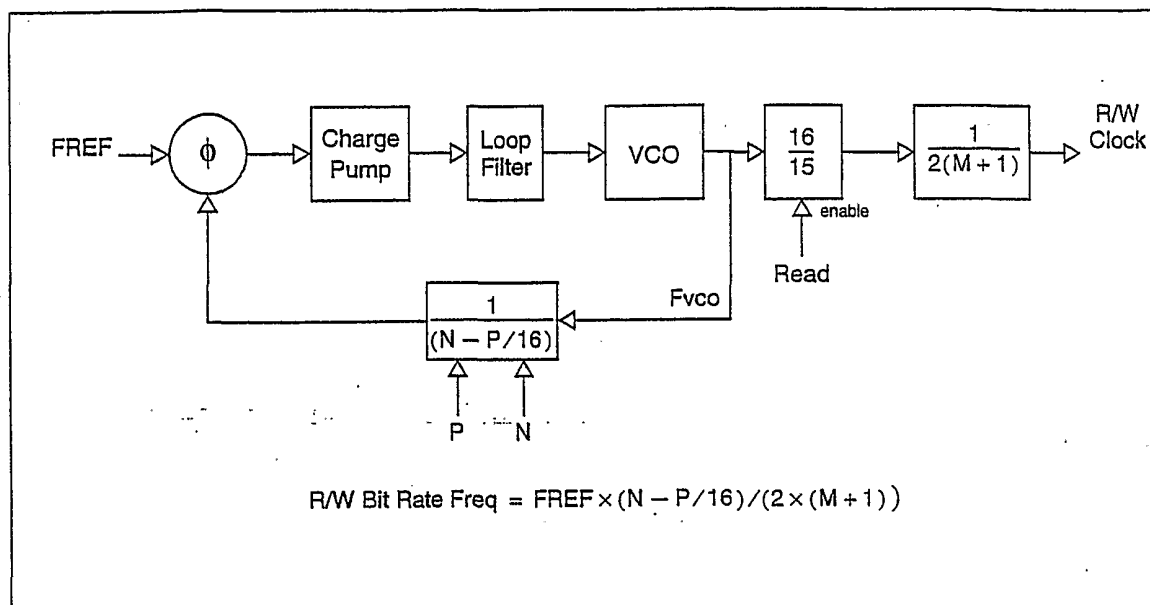 FREF
ϕ
Charge
Pump
Loop
Filter
VCO
16
15
enable
Read
1
2(M + 1)
R/W
Clock
Fvco
1
(N – P/16)
P
N
R/W Bit Rate Freq = FREF × (N – P/16) / (2 × (M + 1))